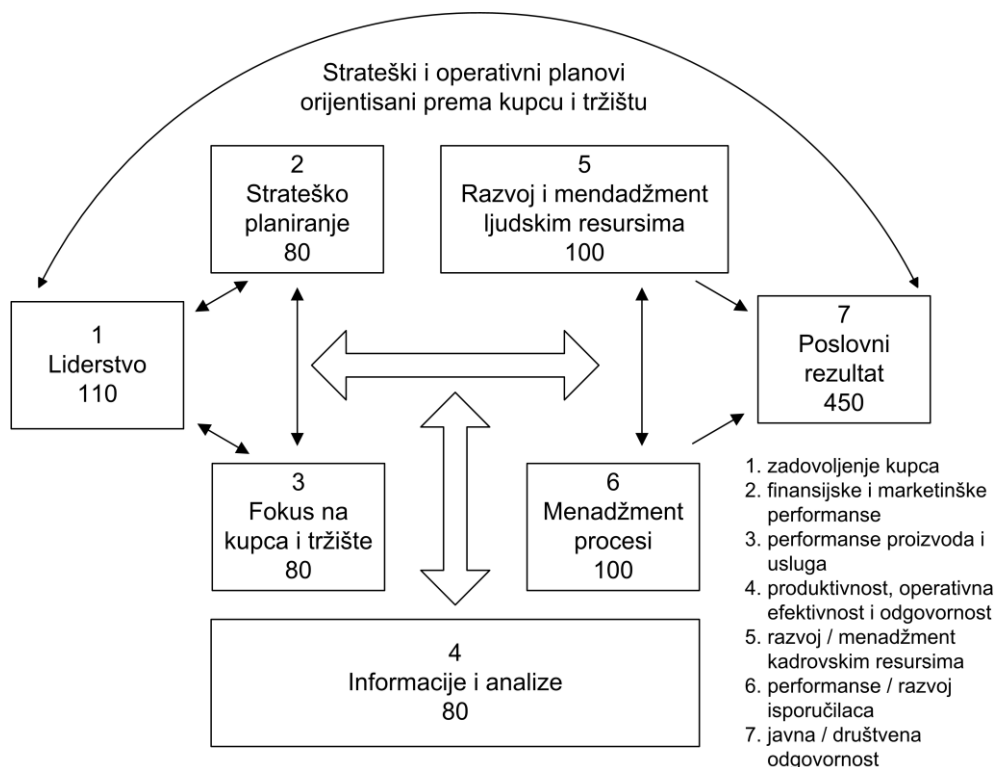 Strateški i operativni planovi
orijentisani prema kupcu i tržištu
2
Strateško
planiranje
80
5
Razvoj i mendadžment
ljudskim resursima
100
1
Liderstvo
110
7
Poslovni
rezultat
450
3
Fokus na
kupca i tržište
80
6
Menadžment
procesi
100
4
Informacije i analize
80
1. zadovoljenje kupca
2. finansijske i marketinške
performanse
3. performanse proizvoda i
usluga
4. produktivnost, operativna
efektivnost i odgovornost
5. razvoj / menadžment
kadrovskim resursima
6. performanse / razvoj
isporučilaca
7. javna / društvena
odgovornost